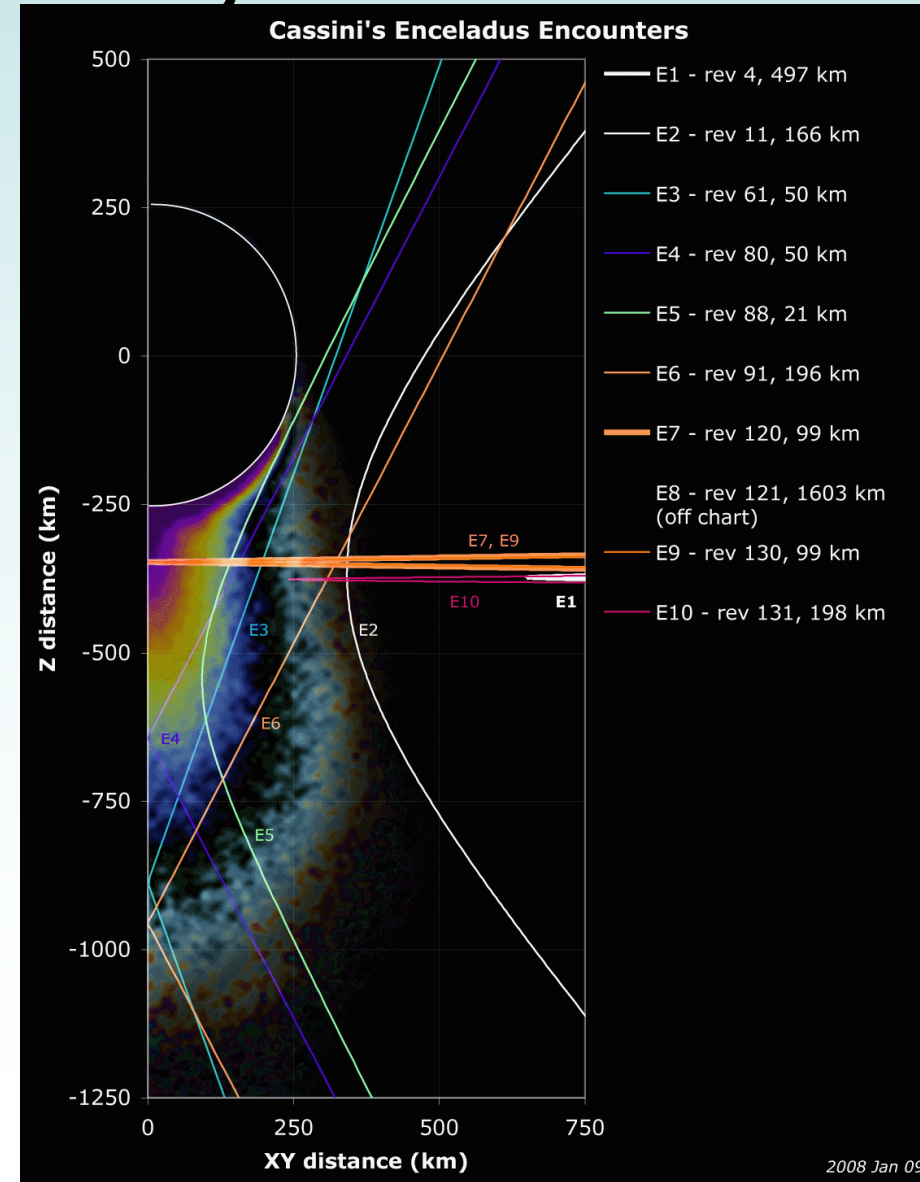 Cassini's Enceladus Encounters
500
250
0
-250
-500
-750
-1000
-1250
Z distance (km)
0
250
500
750
XY distance (km)
E7, E9
E10
E1
E3
E2
E6
E4
E5
E1 - rev 4, 497 km
E2 - rev 11, 166 km
E3 - rev 61, 50 km
E4 - rev 80, 50 km
E5 - rev 88, 21 km
E6 - rev 91, 196 km
E7 - rev 120, 99 km
E8 - rev 121, 1603 km
(off chart)
E9 - rev 130, 99 km
E10 - rev 131, 198 km
2008 Jan 09